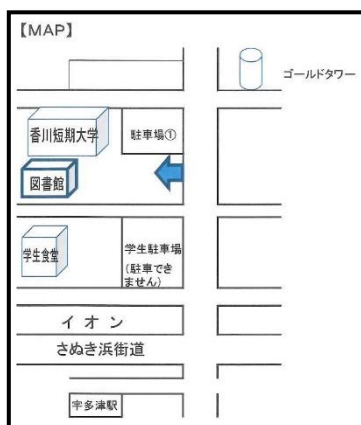 【MAP】
ゴールドタワー
香川短期大学
駐車場①
図書館
学生食堂
学生駐車場
(駐車でき
ません)
イオン
さぬき浜街道
宇多津駅